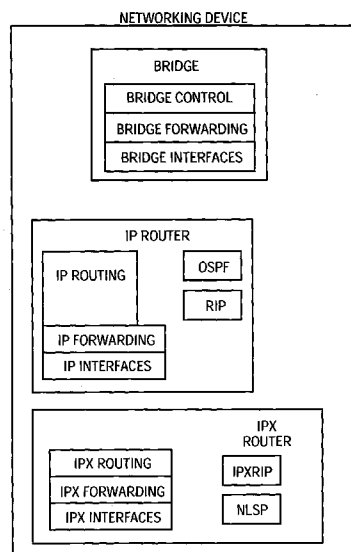 NETWORKING DEVICE
BRIDGE
BRIDGE CONTROL
BRIDGE FORWARDING
BRIDGE INTERFACES
IP ROUTER
IP ROUTING
OSPF
RIP
IP FORWARDING
IP INTERFACES
IPX
ROUTER
IPX ROUTING
IPXRIP
IPX FORWARDING
NLSP
IPX INTERFACES